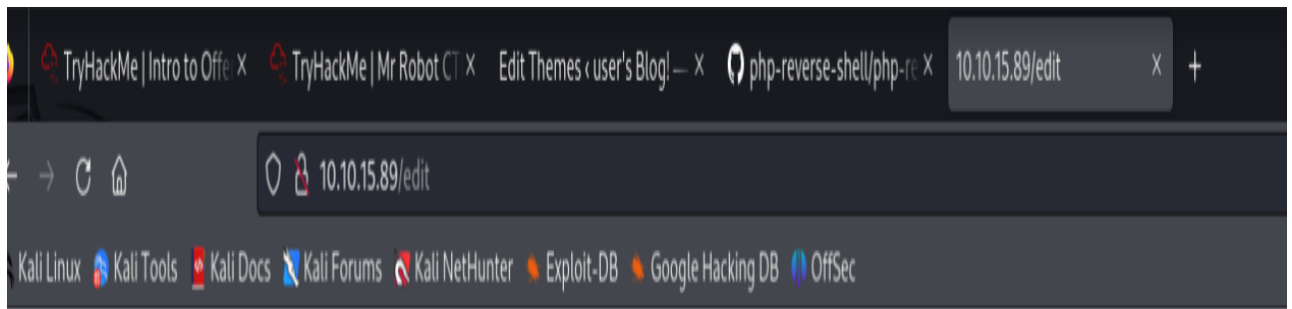 TryHackMe | Intro to Offe TryHackMe | Mr Robot CT Edit Themes ‹ user's Blog! — php-reverse-shell/php-re 10.10.15.89/edit
10.10.15.89/edit
Kali Linux Kali Tools Kali Docs Kali Forums Kali NetHunter Exploit-DB Google Hacking DB OffSec